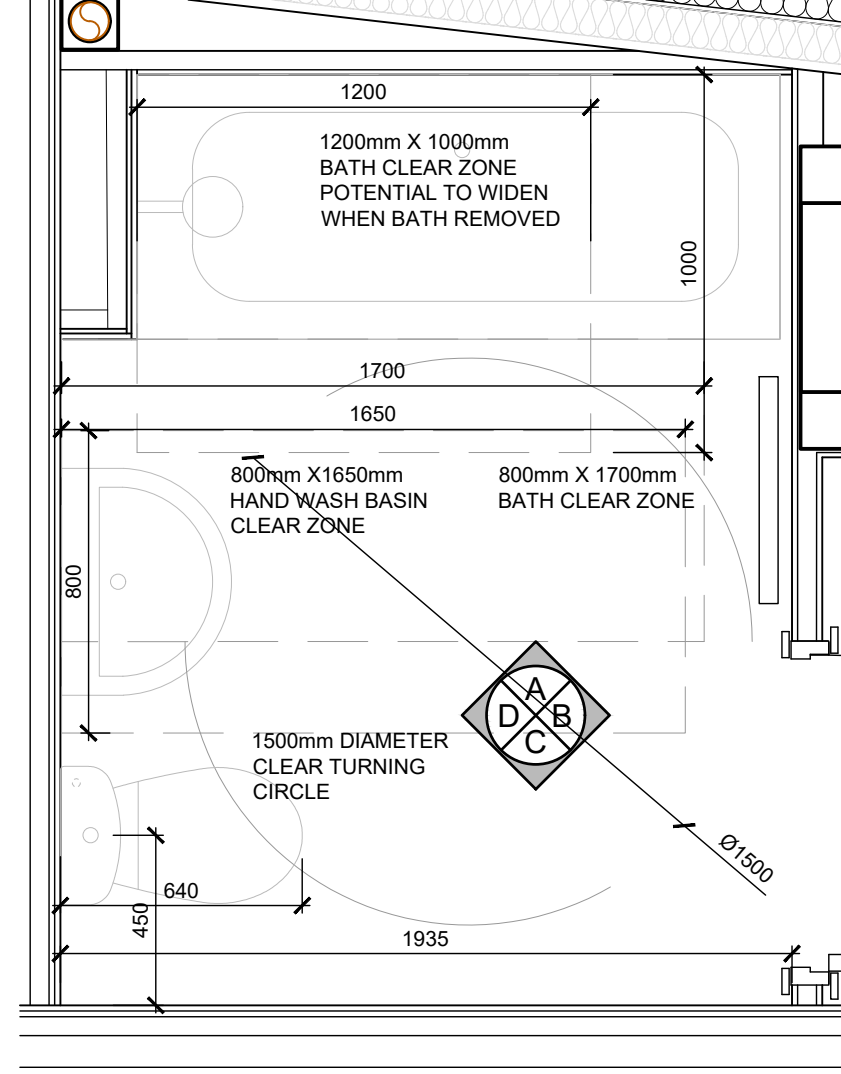 1200
1200mm X 1000mm
BATH CLEAR ZONE
POTENTIAL TO WIDEN
WHEN BATH REMOVED
1000
1700
1650
800mm X1650mm
HAND WASH BASIN
CLEAR ZONE
800mm X 1700mm
BATH CLEAR ZONE
800
A
D B
C
1500mm DIAMETER
CLEAR TURNING
CIRCLE
Ø1500
640
450
1935